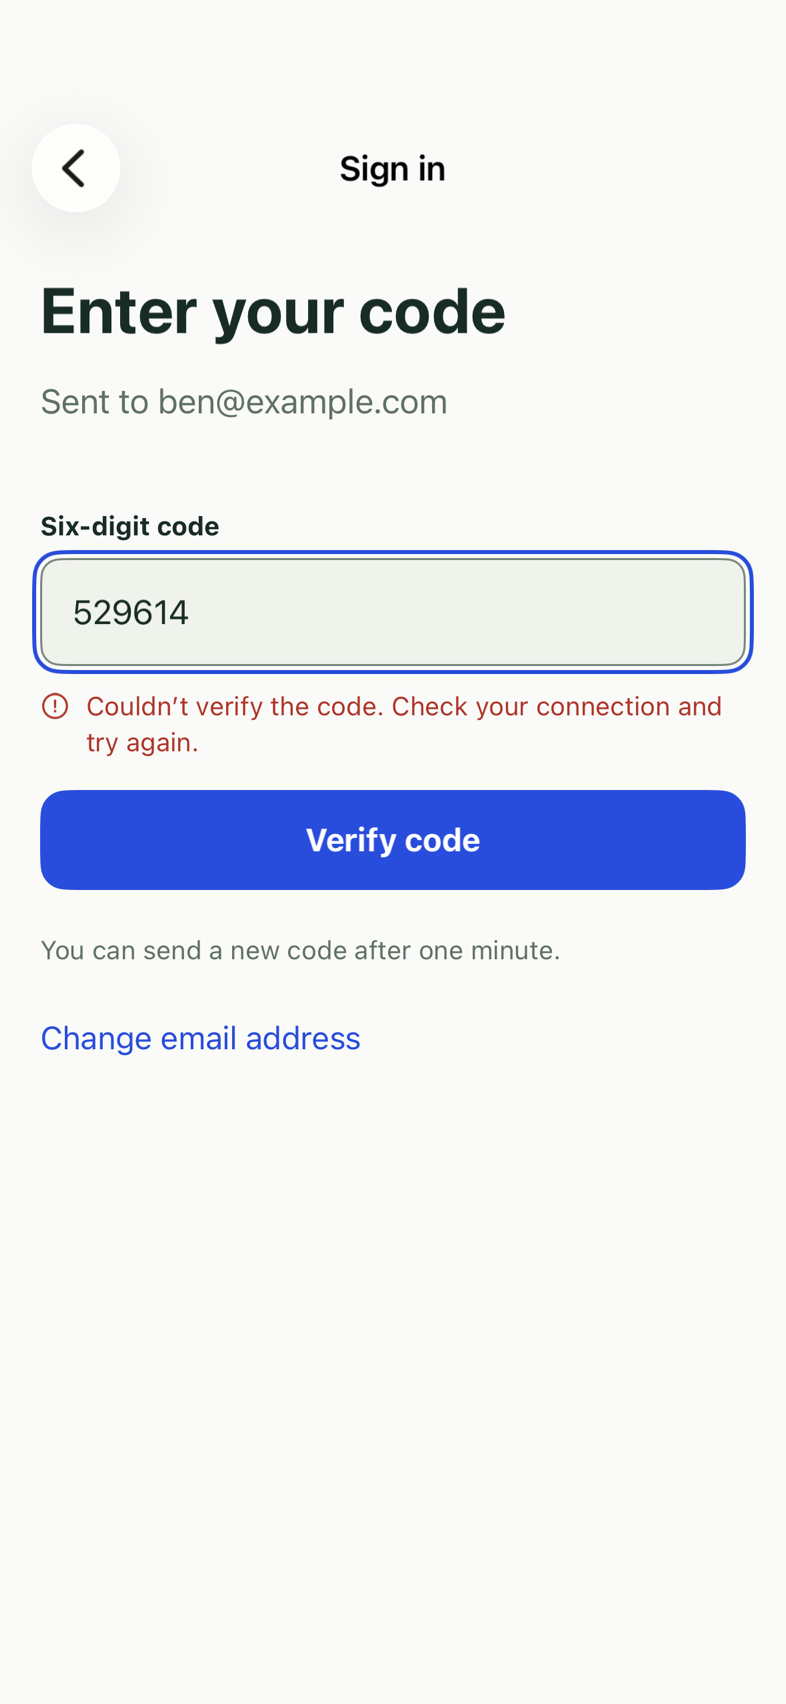 Sign in
Enter your code
Sent to ben@example.com
Six-digit code
529614
Couldn’t verify the code. Check your connection and
try again.
Verify code
You can send a new code after one minute.
Change email address